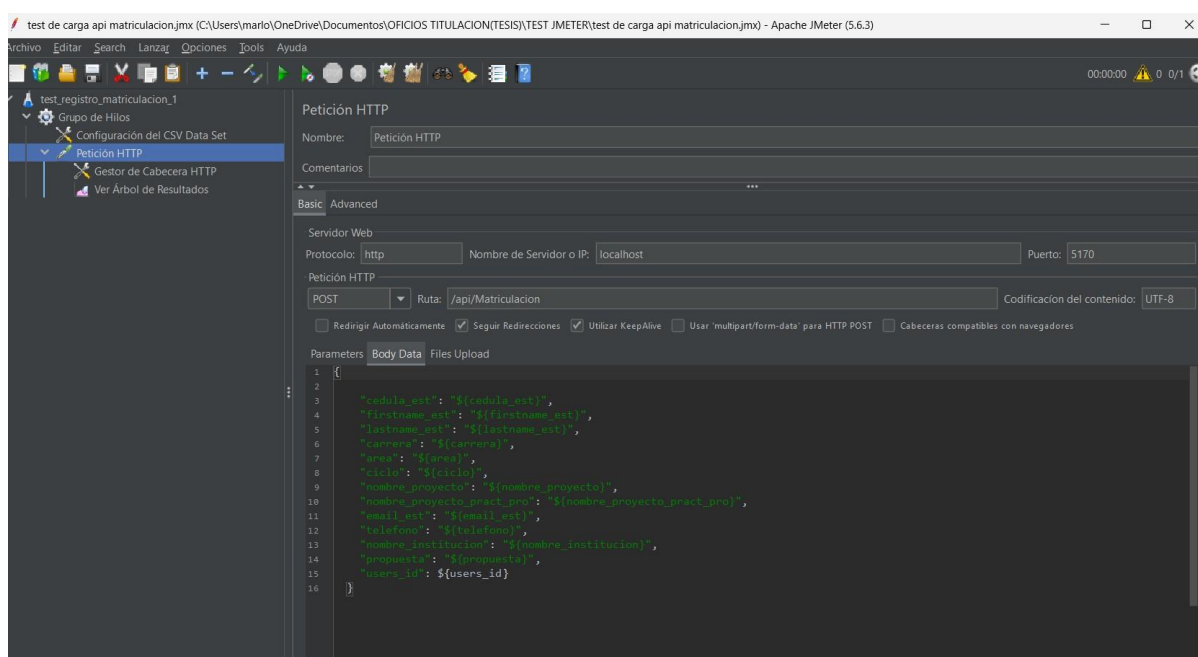 test de carga api matriculacion.jmx (C:\Users\marlo\OneDrive\Documentos\OFICIOS TITULACION(TESIS)\TEST JMETER\test de carga api matriculacion.jmx) - Apache JMeter (5.6.3)
Archivo Editar Search Lanzar Opciones Tools Ayuda
00:00:00 0 0/1
test_registro_matriculacion_1
Grupo de Hilos
Configuración del CSV Data Set
Petición HTTP
Gestor de Cabecera HTTP
Ver Árbol de Resultados
Petición HTTP
Nombre: Petición HTTP
Comentarios
Basic Advanced
Servidor Web
Protocolo: http Nombre de Servidor o IP: localhost Puerto: 5170
Petición HTTP
POST Ruta: /api/Matriculacion Codificacíon del contenido: UTF-8
Redirigir Automáticamente Seguir Redirecciones Utilizar KeepAlive Usar 'multipart/form-data' para HTTP POST Cabeceras compatibles con navegadores
Parameters Body Data Files Upload
1 {
2
3 "cedula_est": "${cedula_est}",
4 "firstname_est": "${firstname_est}",
5 "lastname_est": "${lastname_est}",
6 "carrera": "${carrera}",
7 "area": "${area}",
8 "ciclo": "${ciclo}",
9 "nombre_proyecto": "${nombre_proyecto}",
10 "nombre_proyecto_pract_pro": "${nombre_proyecto_pract_pro}",
11 "email_est": "${email_est}",
12 "telefono": "${telefono}",
13 "nombre_institucion": "${nombre_institucion}",
14 "propuesta": "${propuesta}",
15 "users_id": ${users_id}
16 }